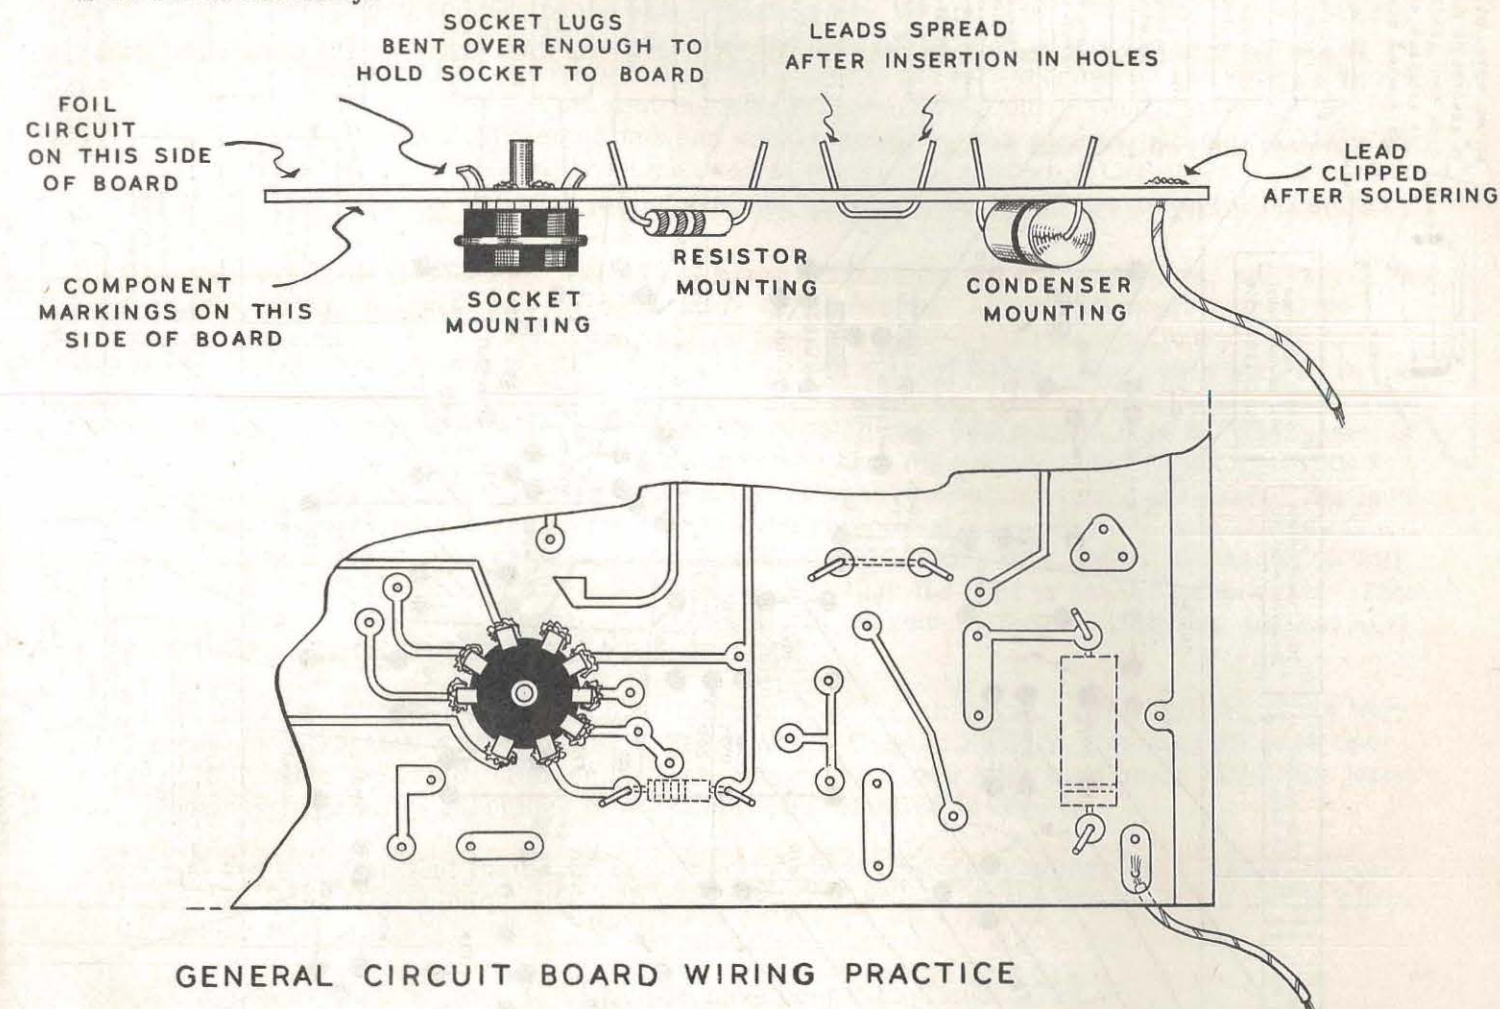 SOCKET LUGS
BENT OVER ENOUGH TO
HOLD SOCKET TO BOARD
LEADS SPREAD
AFTER INSERTION IN HOLES
FOIL
CIRCUIT
ON THIS SIDE
OF BOARD
LEAD
CLIPPED
AFTER SOLDERING
COMPONENT
MARKINGS ON THIS
SIDE OF BOARD
SOCKET
MOUNTING
RESISTOR
MOUNTING
CONDENSER
MOUNTING
GENERAL CIRCUIT BOARD WIRING PRACTICE